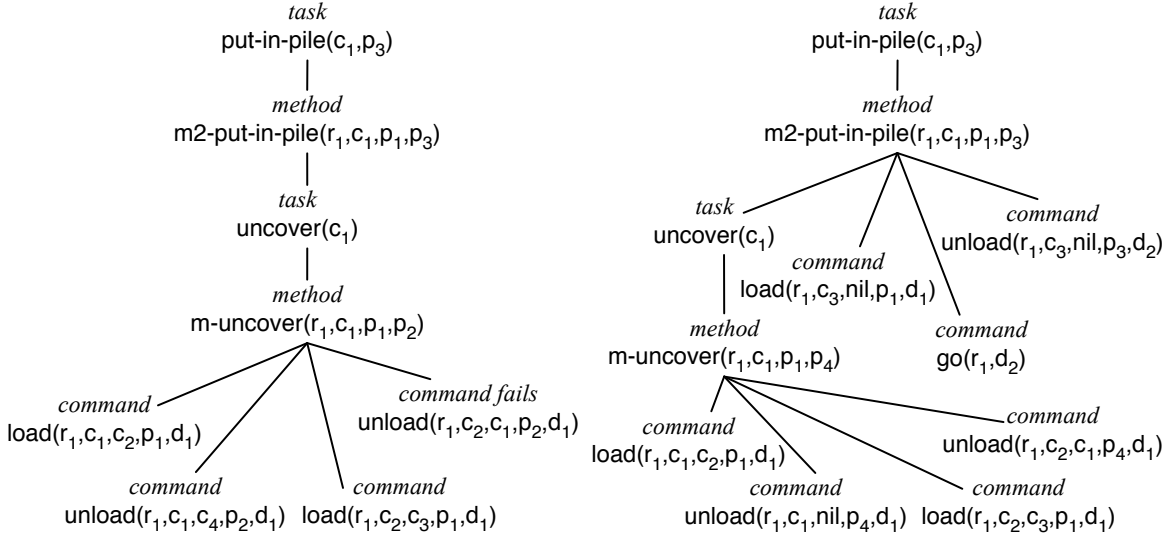 task
put-in-pile(c₁,p₃)
method
m2-put-in-pile(r₁,c₁,p₁,p₃)
task
uncover(c₁)
method
m-uncover(r₁,c₁,p₁,p₂)
command
load(r₁,c₁,c₂,p₁,d₁)
command
unload(r₁,c₁,c₄,p₂,d₁)
command
load(r₁,c₂,c₃,p₁,d₁)
command fails
unload(r₁,c₂,c₁,p₂,d₁)
task
put-in-pile(c₁,p₃)
method
m2-put-in-pile(r₁,c₁,p₁,p₃)
task
uncover(c₁)
command
load(r₁,c₃,nil,p₁,d₁)
command
go(r₁,d₂)
command
unload(r₁,c₃,nil,p₃,d₂)
method
m-uncover(r₁,c₁,p₁,p₄)
command
load(r₁,c₁,c₂,p₁,d₁)
command
unload(r₁,c₁,nil,p₄,d₁)
command
load(r₁,c₂,c₃,p₁,d₁)
command
unload(r₁,c₂,c₁,p₄,d₁)